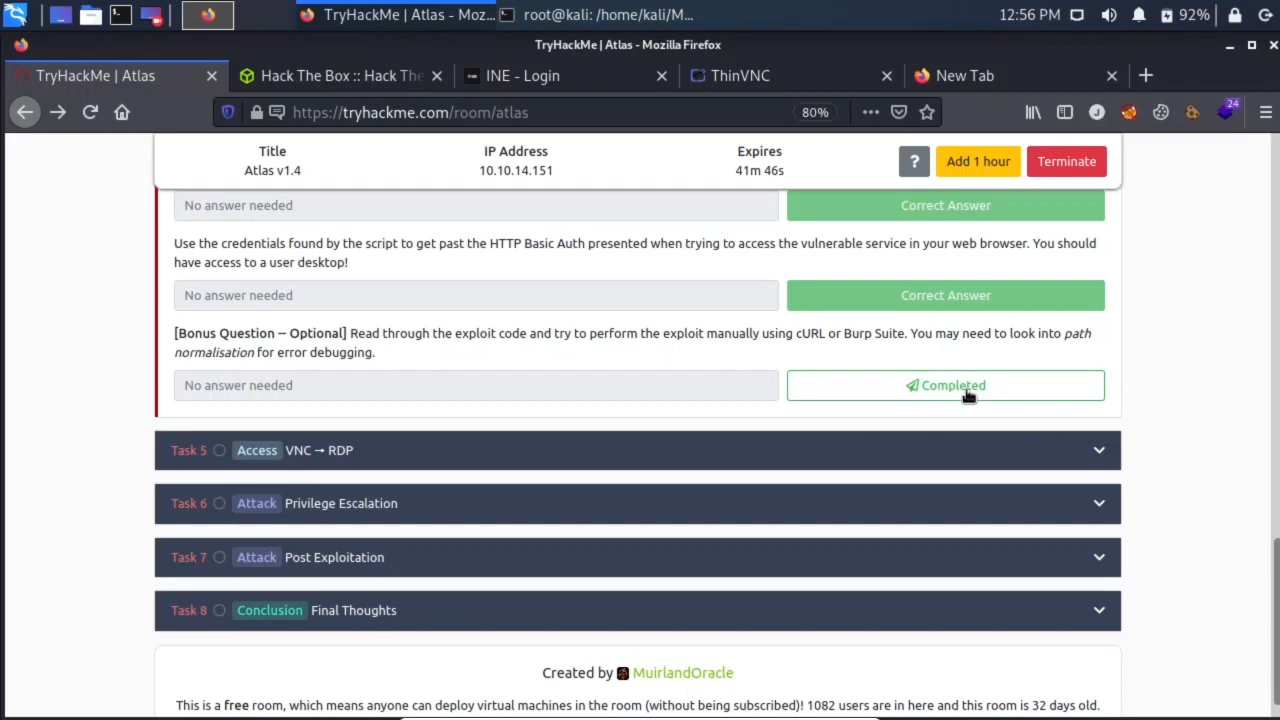 TryHackMe | Atlas - Moz...
root@kali: /home/kali/M...
12:56 PM
92%
TryHackMe | Atlas - Mozilla Firefox
TryHackMe | Atlas
Hack The Box :: Hack The
INE - Login
ThinVNC
New Tab
https://tryhackme.com/room/atlas
80%
J
24
Title
IP Address
Expires
Atlas v1.4
10.10.14.151
41m 46s
?
Add 1 hour
Terminate
No answer needed
Correct Answer
Use the credentials found by the script to get past the HTTP Basic Auth presented when trying to access the vulnerable service in your web browser. You should
have access to a user desktop!
No answer needed
Correct Answer
[Bonus Question -- Optional] Read through the exploit code and try to perform the exploit manually using cURL or Burp Suite. You may need to look into path
normalisation for error debugging.
No answer needed
Completed
Task 5 Access VNC → RDP
Task 6 Attack Privilege Escalation
Task 7 Attack Post Exploitation
Task 8 Conclusion Final Thoughts
Created by MuirlandOracle
This is a free room, which means anyone can deploy virtual machines in the room (without being subscribed)! 1082 users are in here and this room is 32 days old.